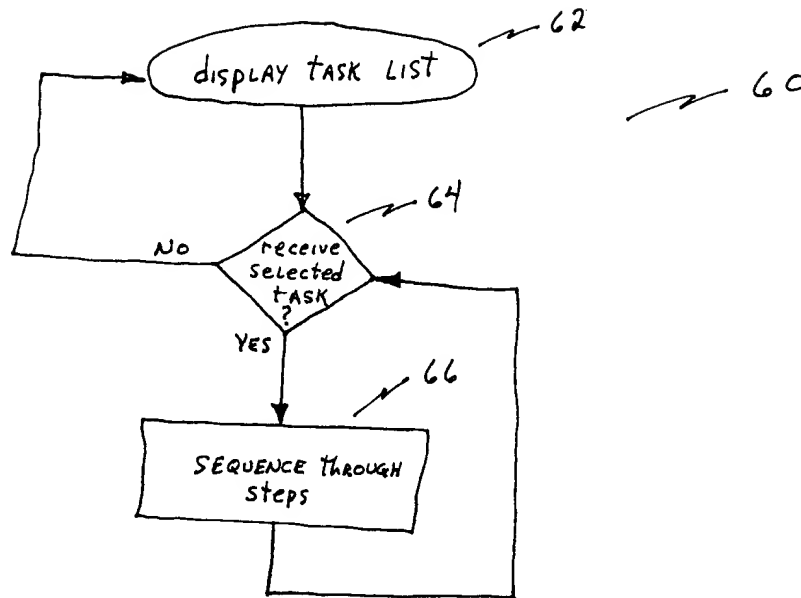 62
dISPLAY TASK LIST
60
64
NO
receive
selected
TASK
?
YES
66
SEQUENCE THROUGH
steps